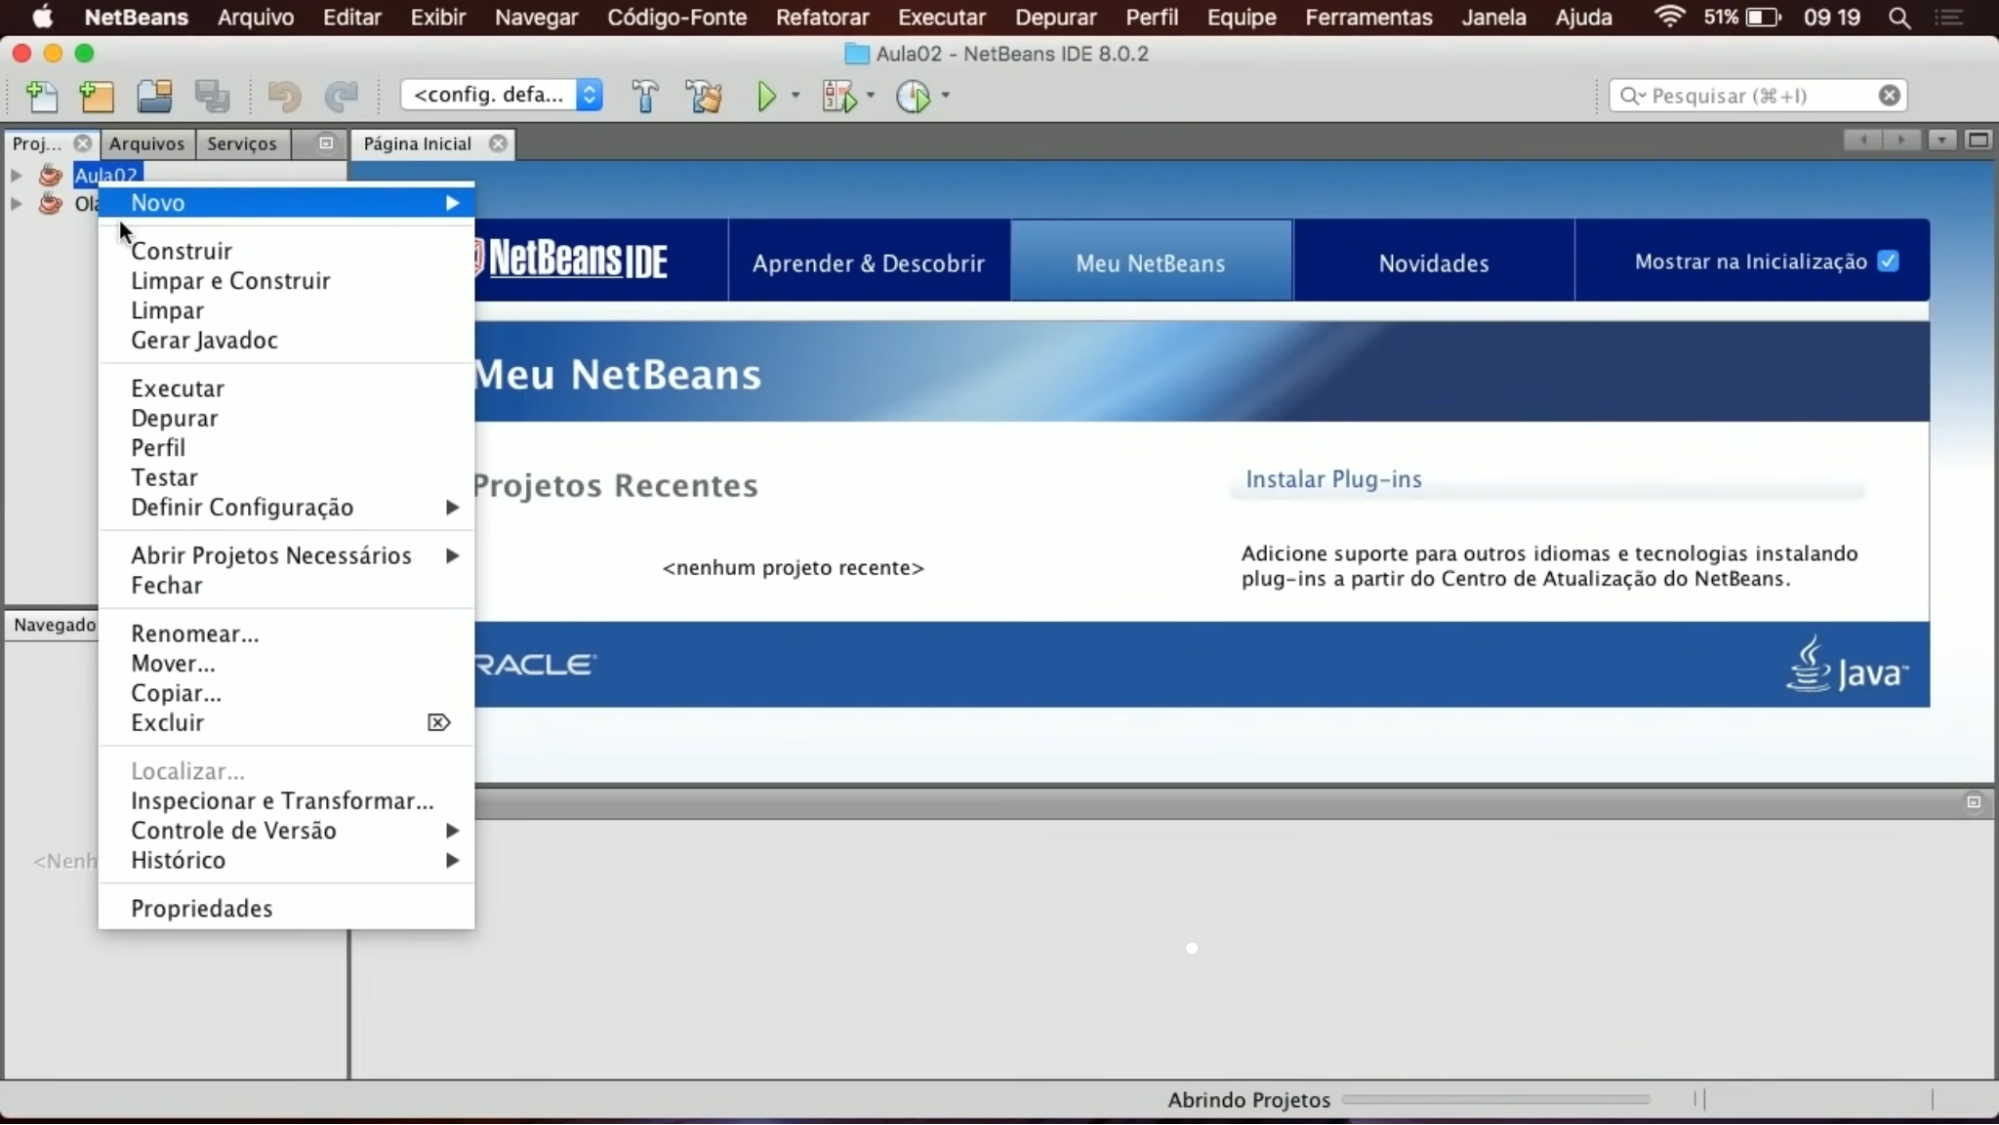 NetBeans Arquivo Editar Exibir Navegar Código-Fonte Refatorar Executar Depurar Perfil Equipe Ferramentas Janela Ajuda 51% 09 19
Aula02 - NetBeans IDE 8.0.2
<config. defa... Pesquisar (⌘+I)
Proj... Arquivos Serviços Página Inicial
Aula02
Ola
Novo
Construir
Limpar e Construir
Limpar
Gerar Javadoc
Executar
Depurar
Perfil
Testar
Definir Configuração
Abrir Projetos Necessários
Fechar
Renomear...
Mover...
Copiar...
Excluir
Localizar...
Inspecionar e Transformar...
Controle de Versão
Histórico
Propriedades
NetBeans IDE Aprender & Descobrir Meu NetBeans Novidades Mostrar na Inicialização
Meu NetBeans
Projetos Recentes
<nenhum projeto recente>
Instalar Plug-ins
Adicione suporte para outros idiomas e tecnologias instalando
plug-ins a partir do Centro de Atualização do NetBeans.
RACLE Java
Navegado
<Nenh
Abrindo Projetos